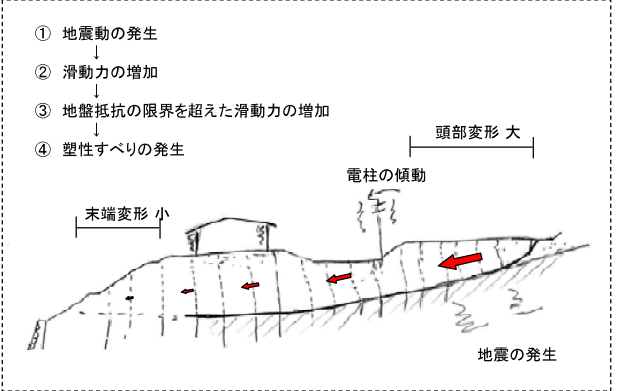 ① 地震動の発生
↓
② 滑動力の増加
↓
③ 地盤抵抗の限界を超えた滑動力の増加
↓
④ 塑性すべりの発生
頭部変形 大
電柱の傾動
末端変形 小
地震の発生